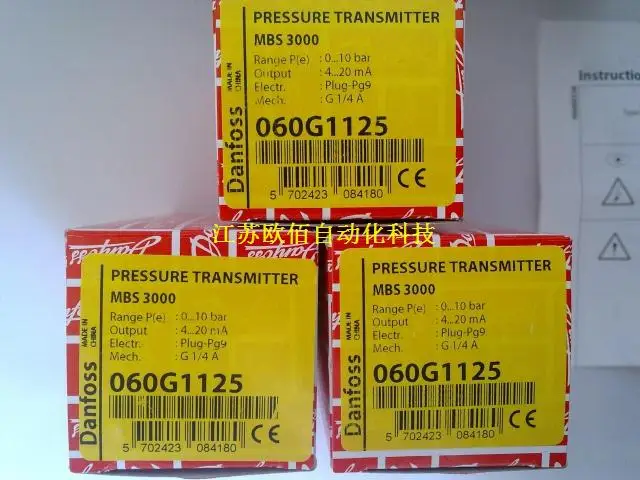 PRESSURE TRANSMITTER
MBS 3000
Range P(e) : 0...10 bar
Output : 4...20 mA
Electr. : Plug-Pg9
Mech. : G 1/4 A
060G1125
5 702423 084180 CE
Danfoss
MADE IN
CHINA
Instruction
江苏欧佰自动化科技
Danfoss
Danfoss
PRESSURE TRANSMITTER
MBS 3000
Range P(e) : 0...10 bar
Output : 4...20 mA
Electr. : Plug-Pg9
Mech. : G 1/4 A
060G1125
5 702423 084180 CE
Danfoss
MADE IN
CHINA
PRESSURE TRANSMITTER
MBS 3000
Range P(e) : 0...10 bar
Output : 4...20 mA
Electr. : Plug-Pg9
Mech. : G 1/4 A
060G1125
5 702423 084180 CE
Danfoss
MADE IN
CHINA